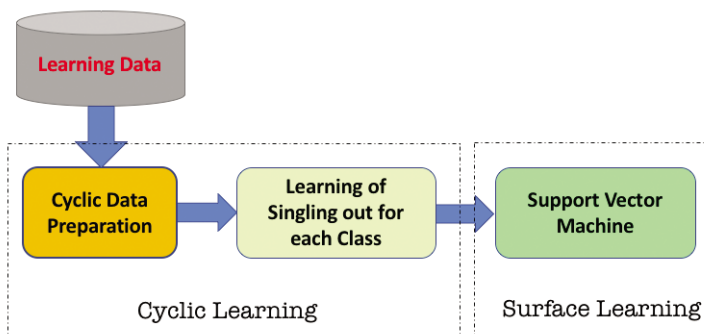 Learning Data
Cyclic Data
Preparation
Learning of
Singling out for
each Class
Support Vector
Machine
Cyclic Learning
Surface Learning